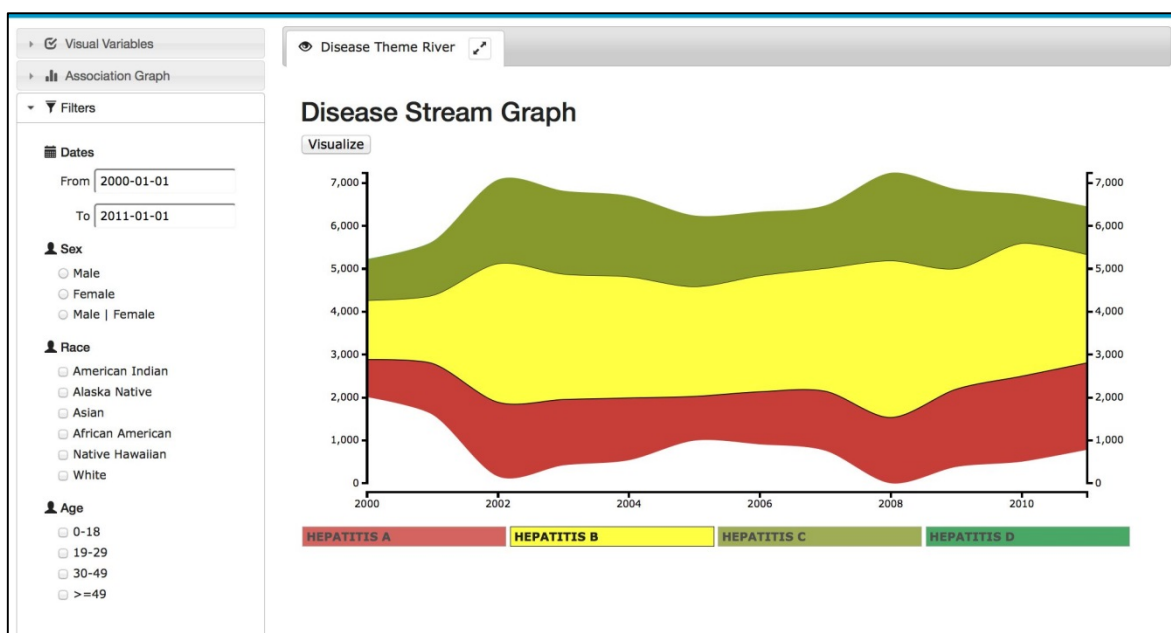 Visual Variables
Association Graph
Filters
Dates
From 2000-01-01
To 2011-01-01
Sex
Male
Female
Male | Female
Race
American Indian
Alaska Native
Asian
African American
Native Hawaiian
White
Age
0-18
19-29
30-49
>=49
Disease Theme River
Disease Stream Graph
Visualize
7,000 7,000
6,000 6,000
5,000 5,000
4,000 4,000
3,000 3,000
2,000 2,000
1,000 1,000
0 0
2000 2002 2004 2006 2008 2010
HEPATITIS A HEPATITIS B HEPATITIS C HEPATITIS D